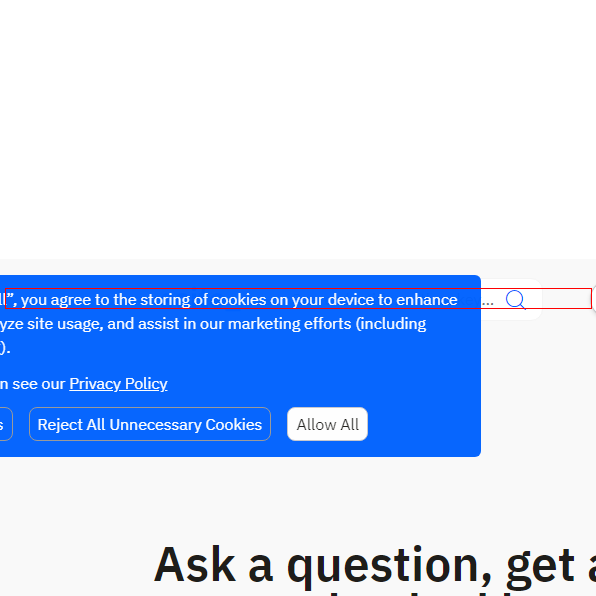 ll”, you agree to the storing of cookies on your device to enhance
...
yze site usage, and assist in our marketing efforts (including
).
n see our Privacy Policy
s
Reject All Unnecessary Cookies
Allow All
Ask a question, get a